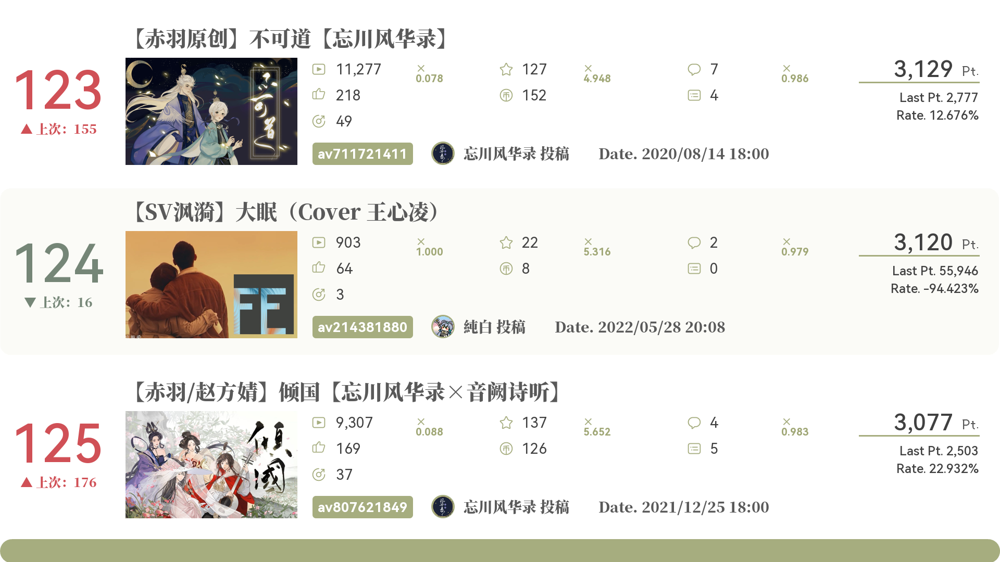 【赤羽原创】不可道【忘川风华录】
123
▲上次：155
不可道
11,277
×
0.078
127
×
4.948
7
×
0.986
218
152
4
49
3,129 Pt.
Last Pt. 2,777
Rate. 12.676%
av711721411
忘川风华录 投稿
Date. 2020/08/14 18:00
【SV沨漪】大眠（Cover 王心凌）
124
▼上次：16
FE
903
×
1.000
22
×
5.316
2
×
0.979
64
8
0
3
3,120 Pt.
Last Pt. 55,946
Rate. -94.423%
av214381880
純白 投稿
Date. 2022/05/28 20:08
【赤羽/赵方婧】倾国【忘川风华录×音阙诗听】
125
▲上次：176
傾國
9,307
×
0.088
137
×
5.652
4
×
0.983
169
126
5
37
3,077 Pt.
Last Pt. 2,503
Rate. 22.932%
av807621849
忘川风华录 投稿
Date. 2021/12/25 18:00